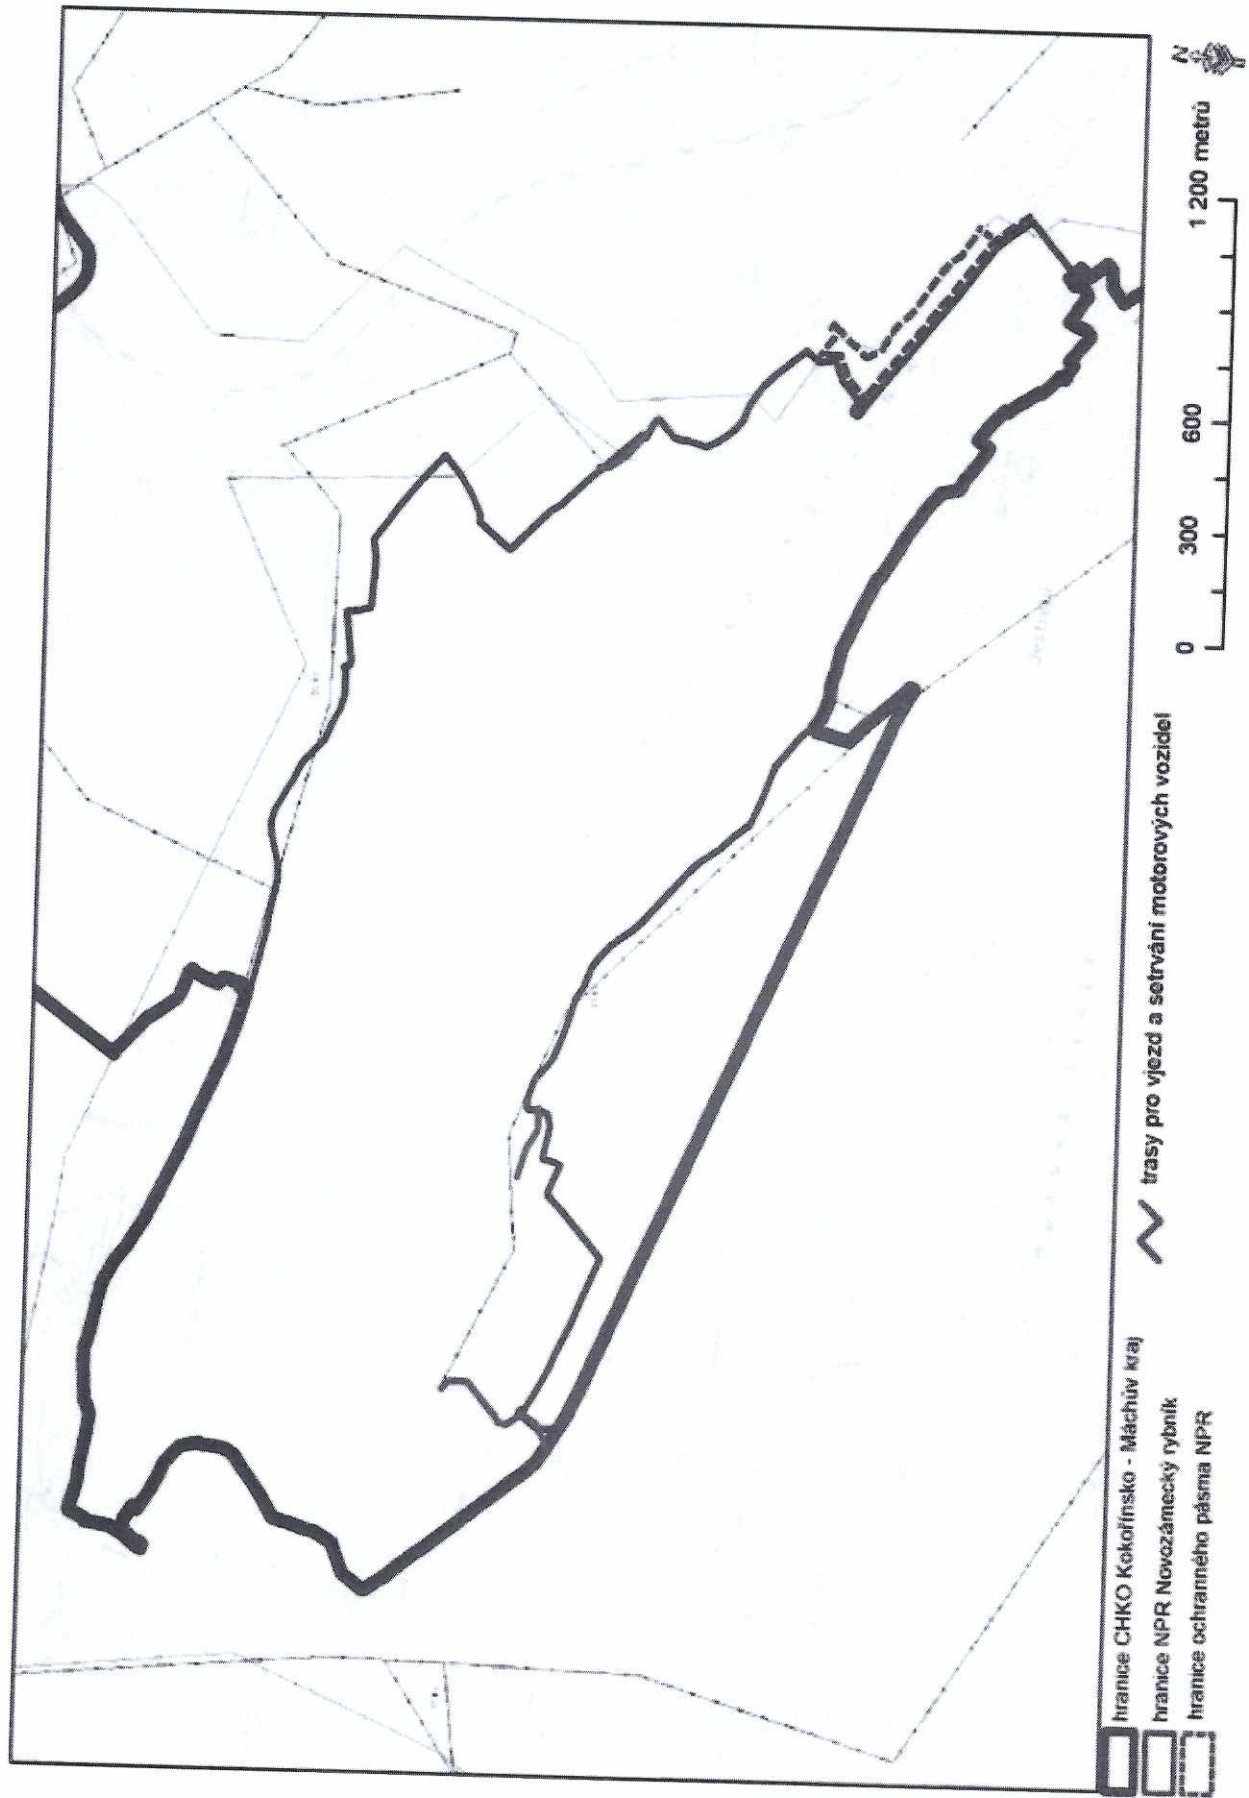 hranice CHKO Kokořínsko - Máchův kraj
hranice NPR Novozámecký rybník
hranice ochranného pásma NPR
trasy pro vjezd a setrvání motorových vozidel
0 300 600 1 200 metrů
N